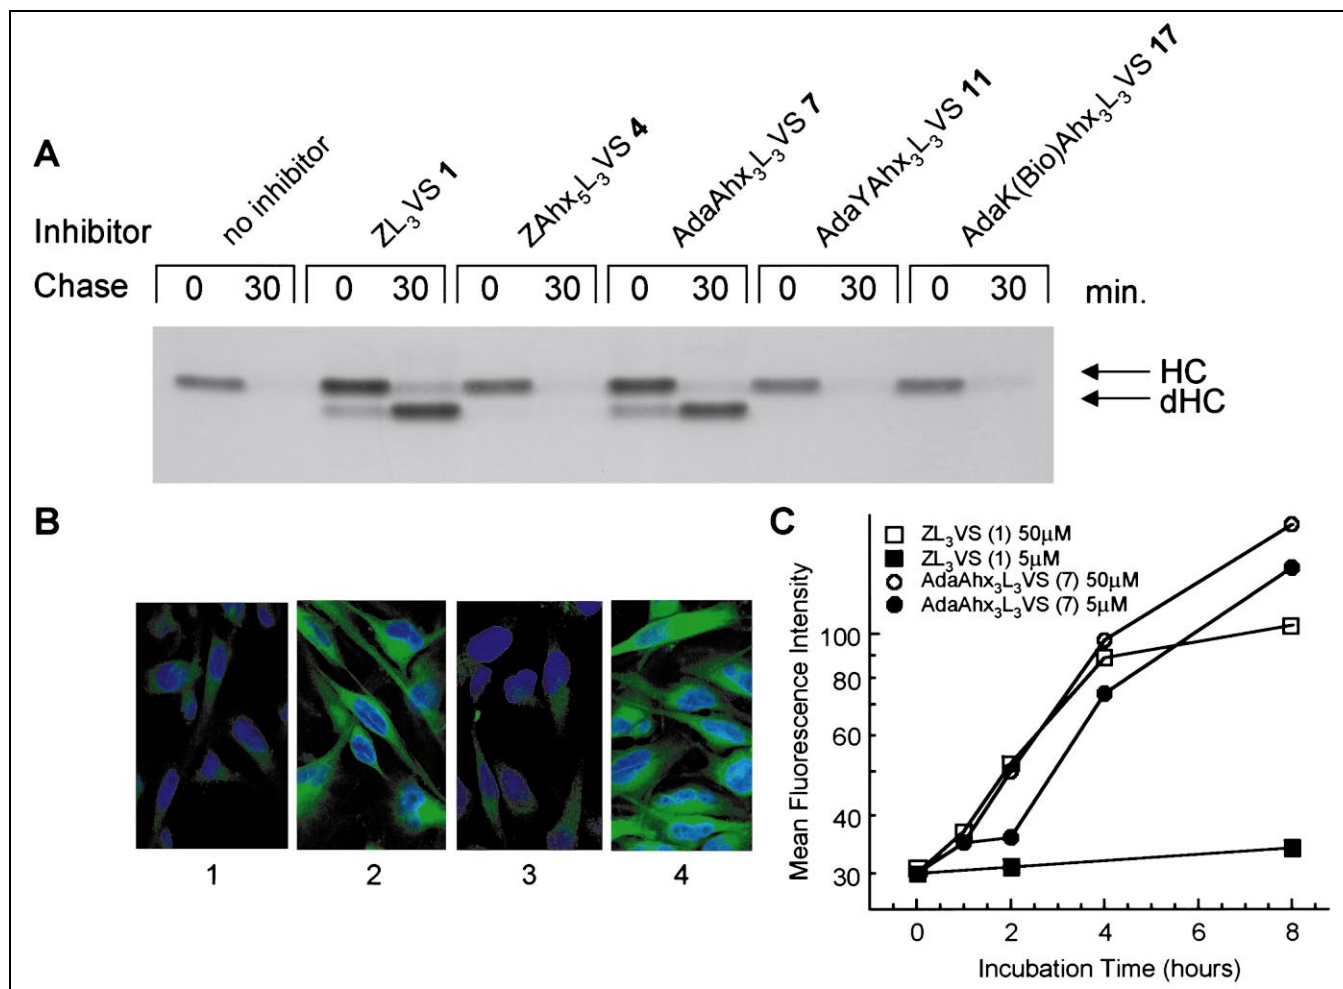 A
Inhibitor
no inhibitor
ZL₃VS 1
ZAhx₅L₃VS 4
AdaAhx₃L₃VS 7
AdaYAhx₃L₃VS 11
AdaK(Bio)Ahx₃L₃VS 17
Chase 0 30 0 30 0 30 0 30 0 30 0 30 min.
HC
dHC
B
1 2 3 4
C
ZL₃VS (1) 50μM
ZL₃VS (1) 5μM
AdaAhx₃L₃VS (7) 50μM
AdaAhx₃L₃VS (7) 5μM
Mean Fluorescence Intensity
100
80
60
40
30
0 2 4 6 8
Incubation Time (hours)